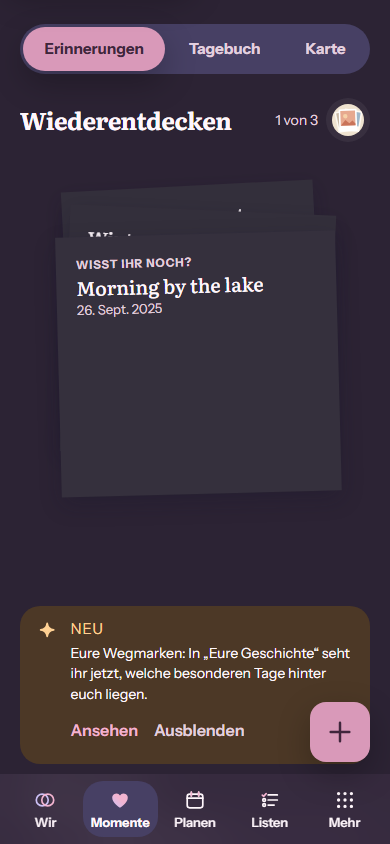 Erinnerungen
Tagebuch
Karte
Wiederentdecken
1 von 3
WISST IHR NOCH?
Morning by the lake
26. Sept. 2025
NEU
Eure Wegmarken: In „Eure Geschichte“ seht
ihr jetzt, welche besonderen Tage hinter
euch liegen.
Ansehen
Ausblenden
Wir
Momente
Planen
Listen
Mehr